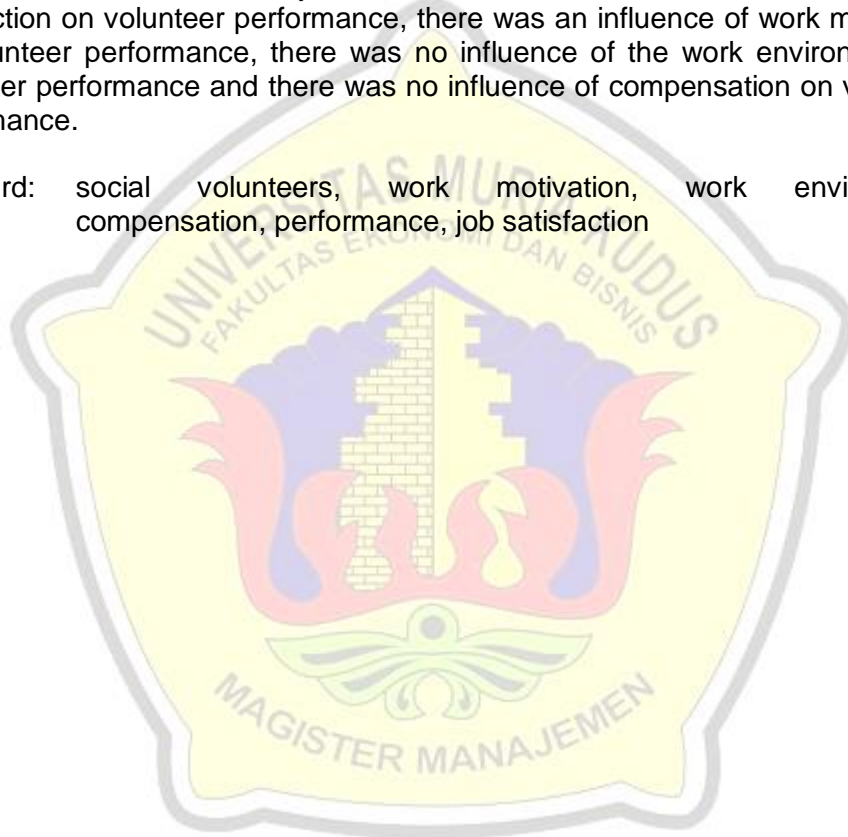 ction on volunteer performance, there was an influence of work m
unteer performance, there was no influence of the work environ
er performance and there was no influence of compensation on v
nance.
rd: social volunteers, work motivation, work envi
compensation, performance, job satisfaction
UNIVERSITAS MURIA KUDUS
FAKULTAS EKONOMI DAN BISNIS
MAGISTER MANAJEMEN